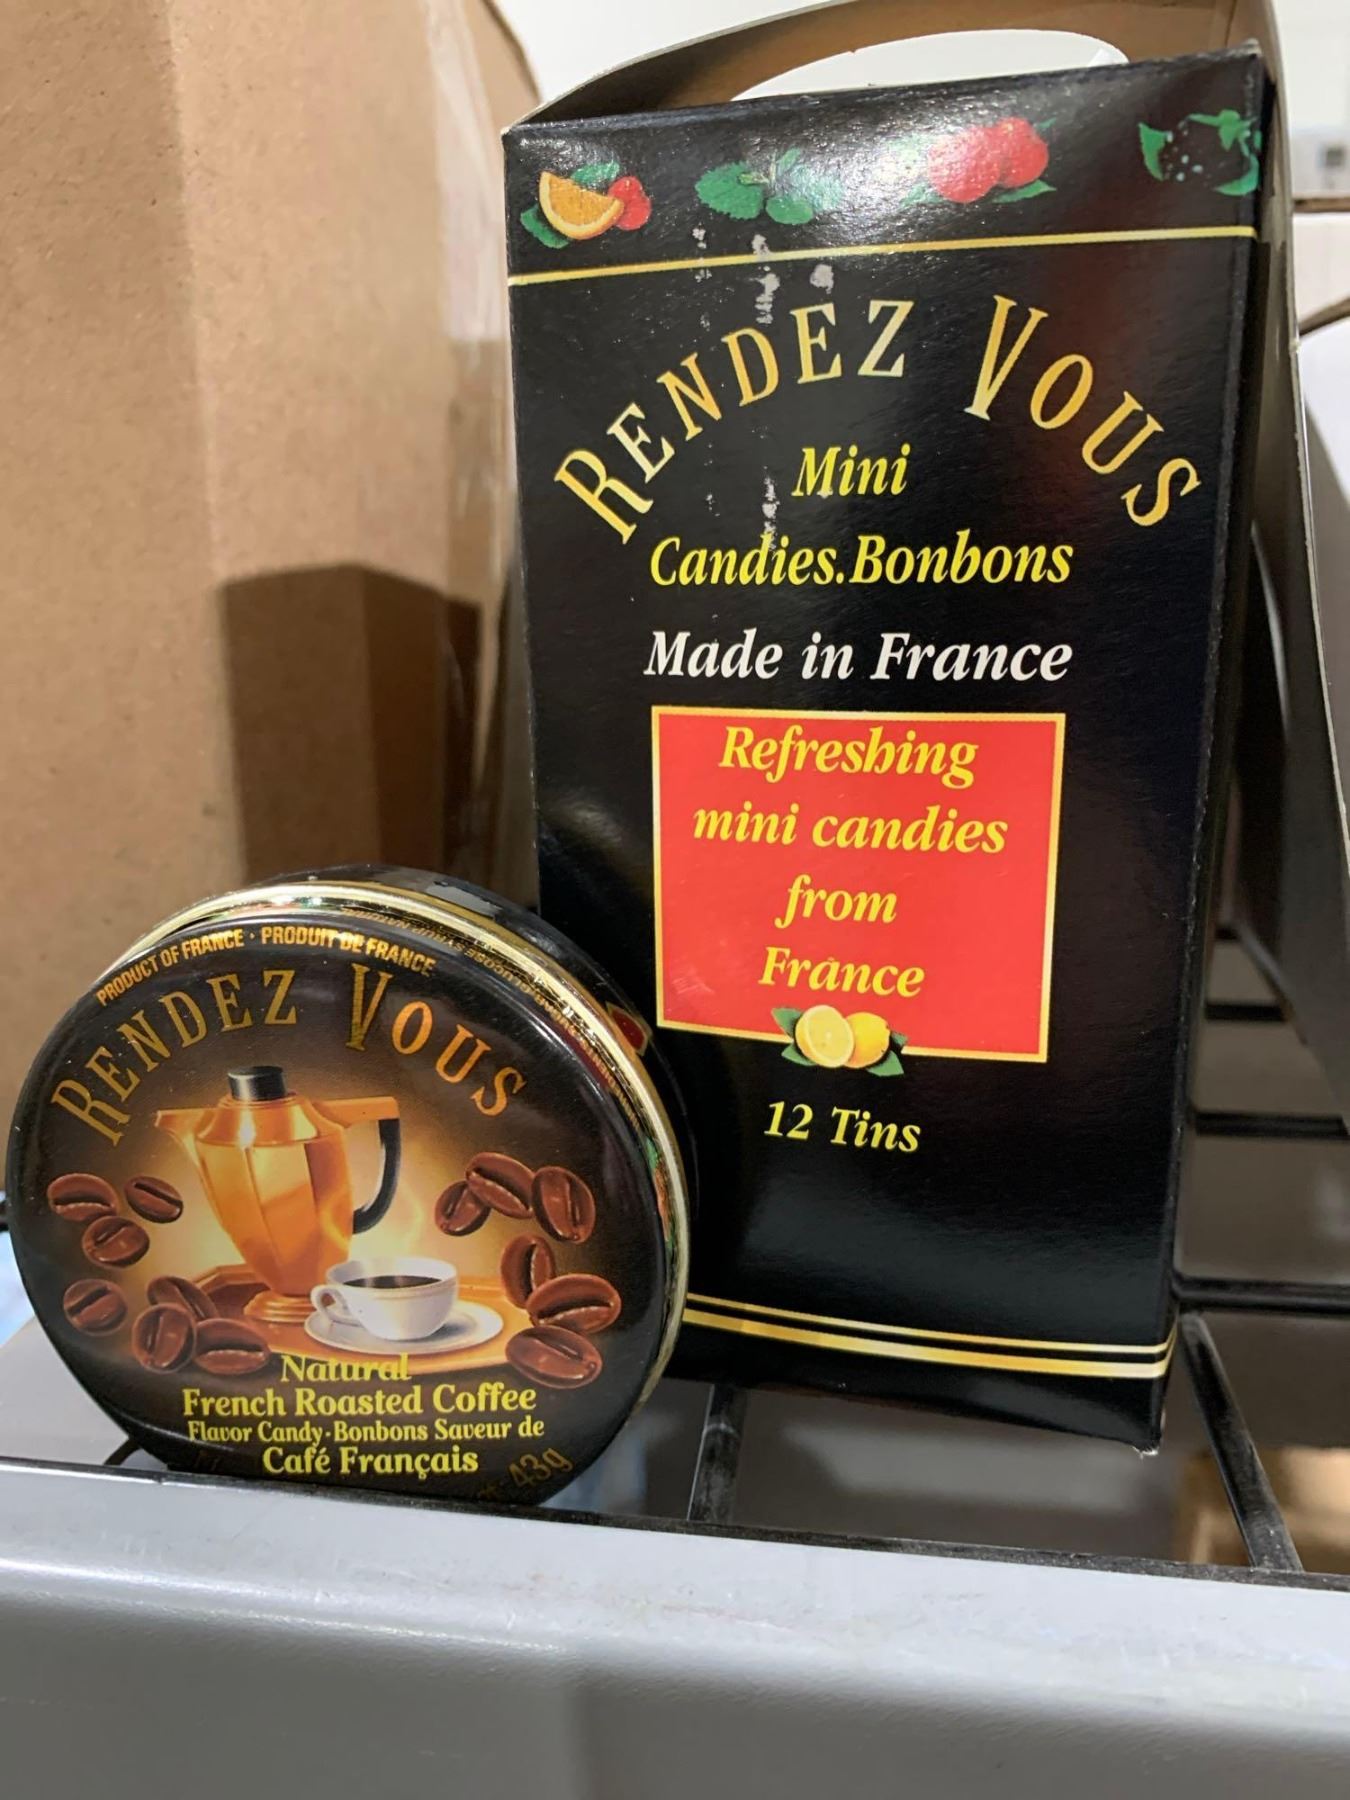 RENDEZ VOUS
Mini
Candies.Bonbons
Made in France
Refreshing
mini candies
from
France
12 Tins
PRODUCT OF FRANCE • PRODUIT DE FRANCE
RENDEZ VOUS
Natural
French Roasted Coffee
Flavor Candy•Bonbons Saveur de
Café Français
43g